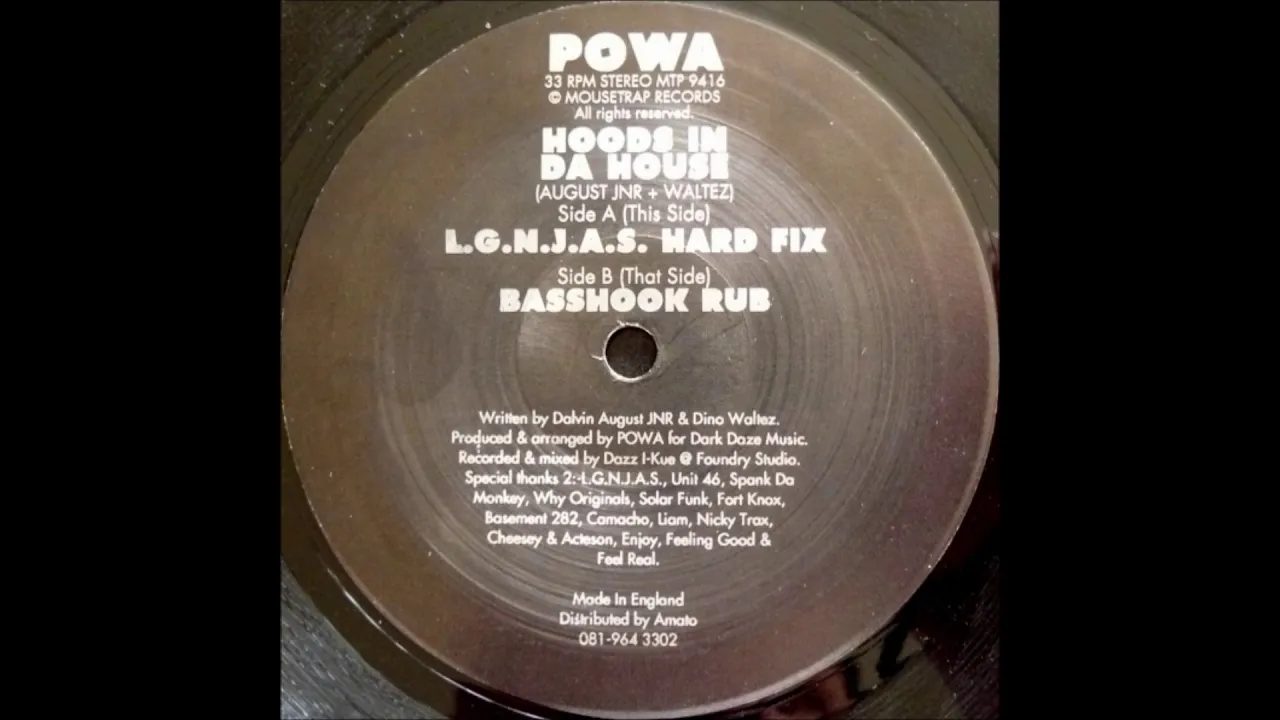 POWA
33 RPM STEREO MTP 9416
© MOUSETRAP RECORDS
All rights reserved.
HOODS IN
DA HOUSE
(AUGUST JNR + WALTEZ)
Side A (This Side)
L.G.N.J.A.S. HARD FIX
Side B (That Side)
BASSHOOK RUB
Written by Dalvin August JNR & Dino Waltez.
Produced & arranged by POWA for Dark Daze Music.
Recorded & mixed by Dazz I-Kue @ Foundry Studio.
Special thanks 2:-L.G.N.J.A.S., Unit 46, Spank Da
Monkey, Why Originals, Solar Funk, Fort Knox,
Basement 282, Camacho, Liam, Nicky Trax,
Cheesey & Acteson, Enjoy, Feeling Good &
Feel Real.
Made In England
Distributed by Amato
081-964 3302